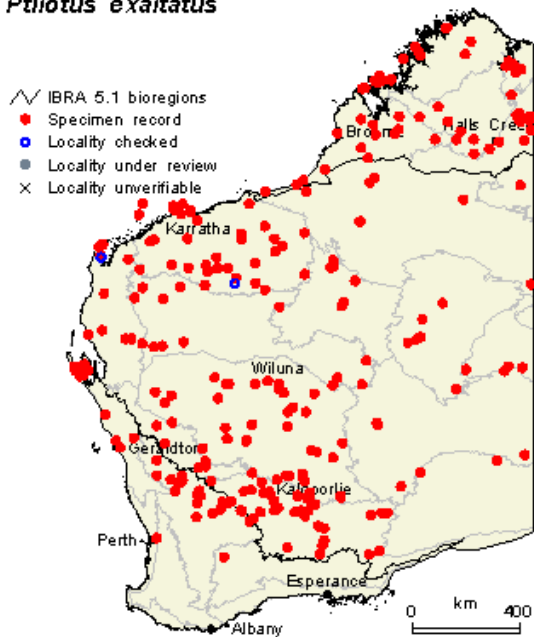 Ptilotus exaltatus
IBRA 5.1 bioregions
Specimen record
Locality checked
Locality under review
Locality unverifiable
Broome
Halls Creek
Karratha
Wiluna
Geraldton
Kalgoorlie
Perth
Esperance
Albany
km
0 400